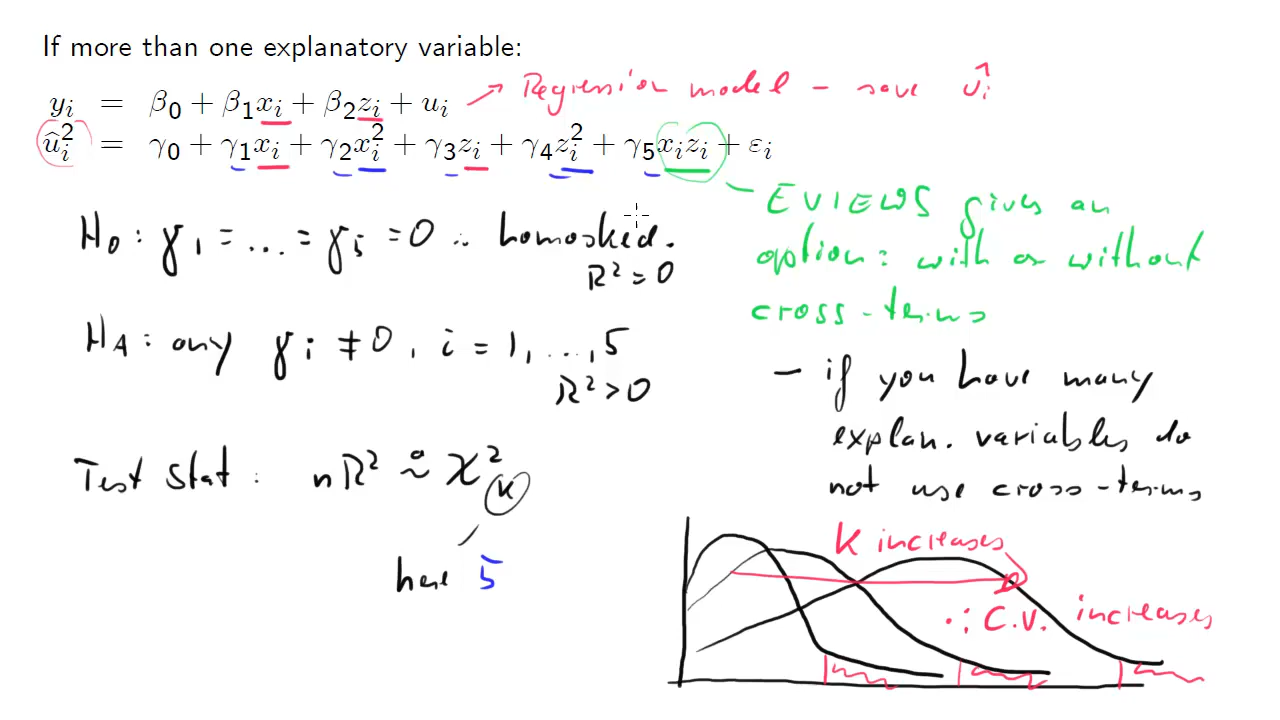 If more than one explanatory variable:
yᵢ = β₀ + β₁xᵢ + β₂zᵢ + uᵢ → Regression model - save ûᵢ
ûᵢ² = γ₀ + γ₁xᵢ + γ₂xᵢ² + γ₃zᵢ + γ₄zᵢ² + γ₅xᵢzᵢ + εᵢ
H₀: γ₁ = ... = γ₅ = 0 ∴ homosked.
R² = 0
H_A: any γᵢ ≠ 0, i = 1, ..., 5
R² > 0
Test stat: nR² ≈ χ²₍ₖ₎
here 5
- EVIEWS gives an
option: with or without
cross-terms
- if you have many
explan. variables do
not use cross-terms
K increases
∴ C.V. increases